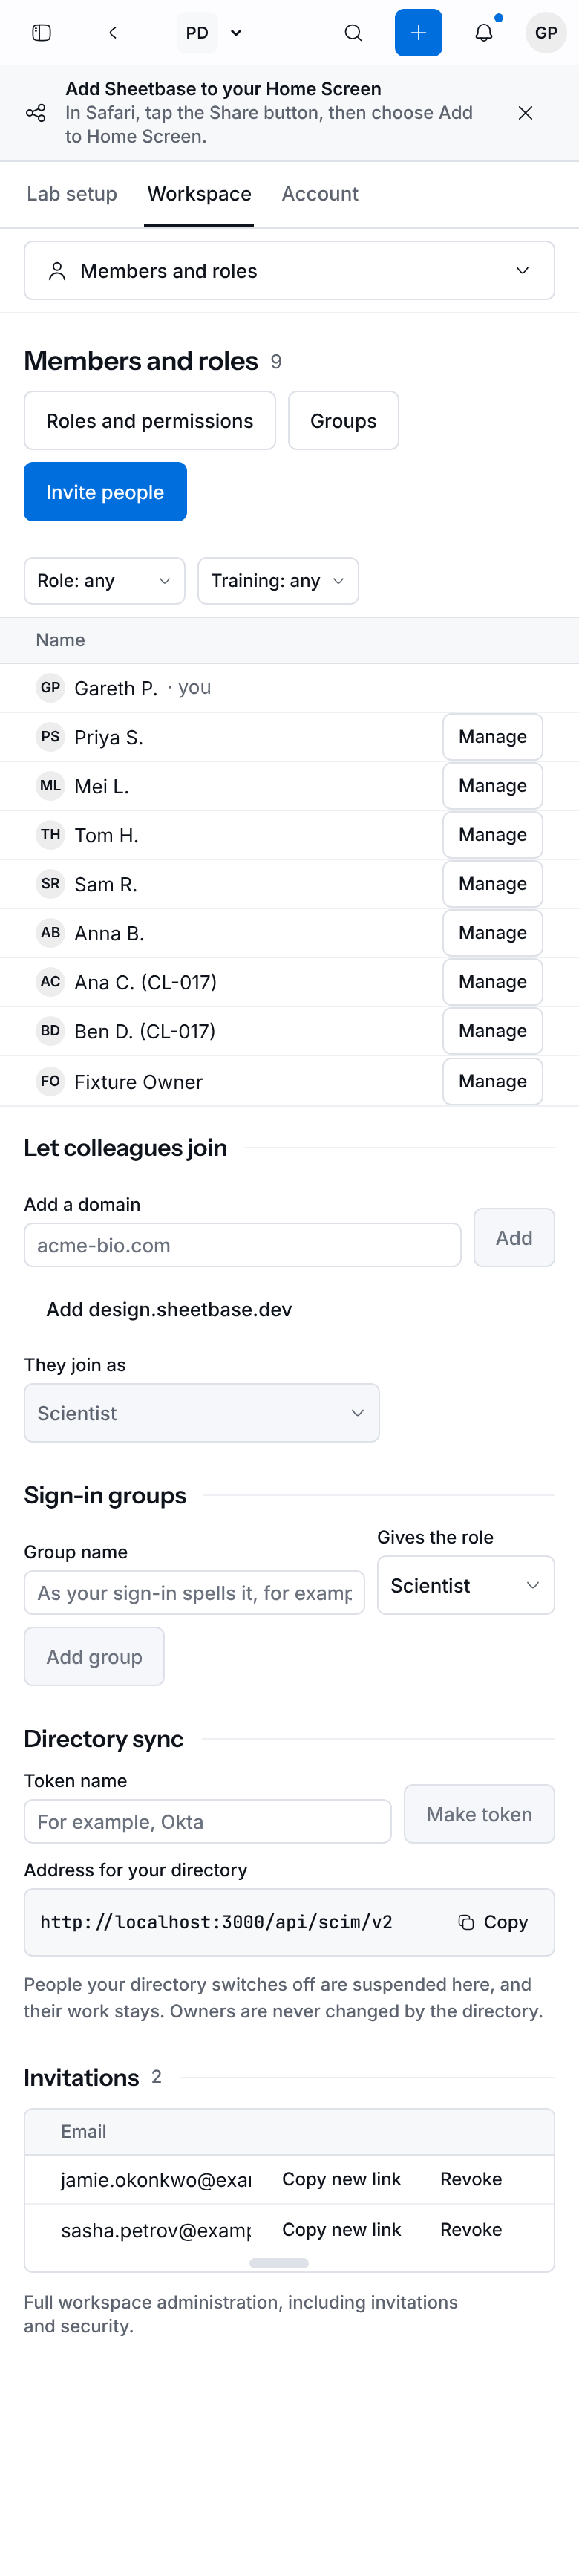 PD
GP
Add Sheetbase to your Home Screen
In Safari, tap the Share button, then choose Add
to Home Screen.
Lab setup
Workspace
Account
Members and roles
Members and roles 9
Roles and permissions
Groups
Invite people
Role: any
Training: any
Name
GP Gareth P. · you
PS Priya S. Manage
ML Mei L. Manage
TH Tom H. Manage
SR Sam R. Manage
AB Anna B. Manage
AC Ana C. (CL-017) Manage
BD Ben D. (CL-017) Manage
FO Fixture Owner Manage
Let colleagues join
Add a domain
acme-bio.com
Add
Add design.sheetbase.dev
They join as
Scientist
Sign-in groups
Group name
Gives the role
As your sign-in spells it, for examp
Scientist
Add group
Directory sync
Token name
For example, Okta
Make token
Address for your directory
http://localhost:3000/api/scim/v2
Copy
People your directory switches off are suspended here, and
their work stays. Owners are never changed by the directory.
Invitations 2
Email
jamie.okonkwo@exa Copy new link Revoke
sasha.petrov@examp Copy new link Revoke
Full workspace administration, including invitations
and security.